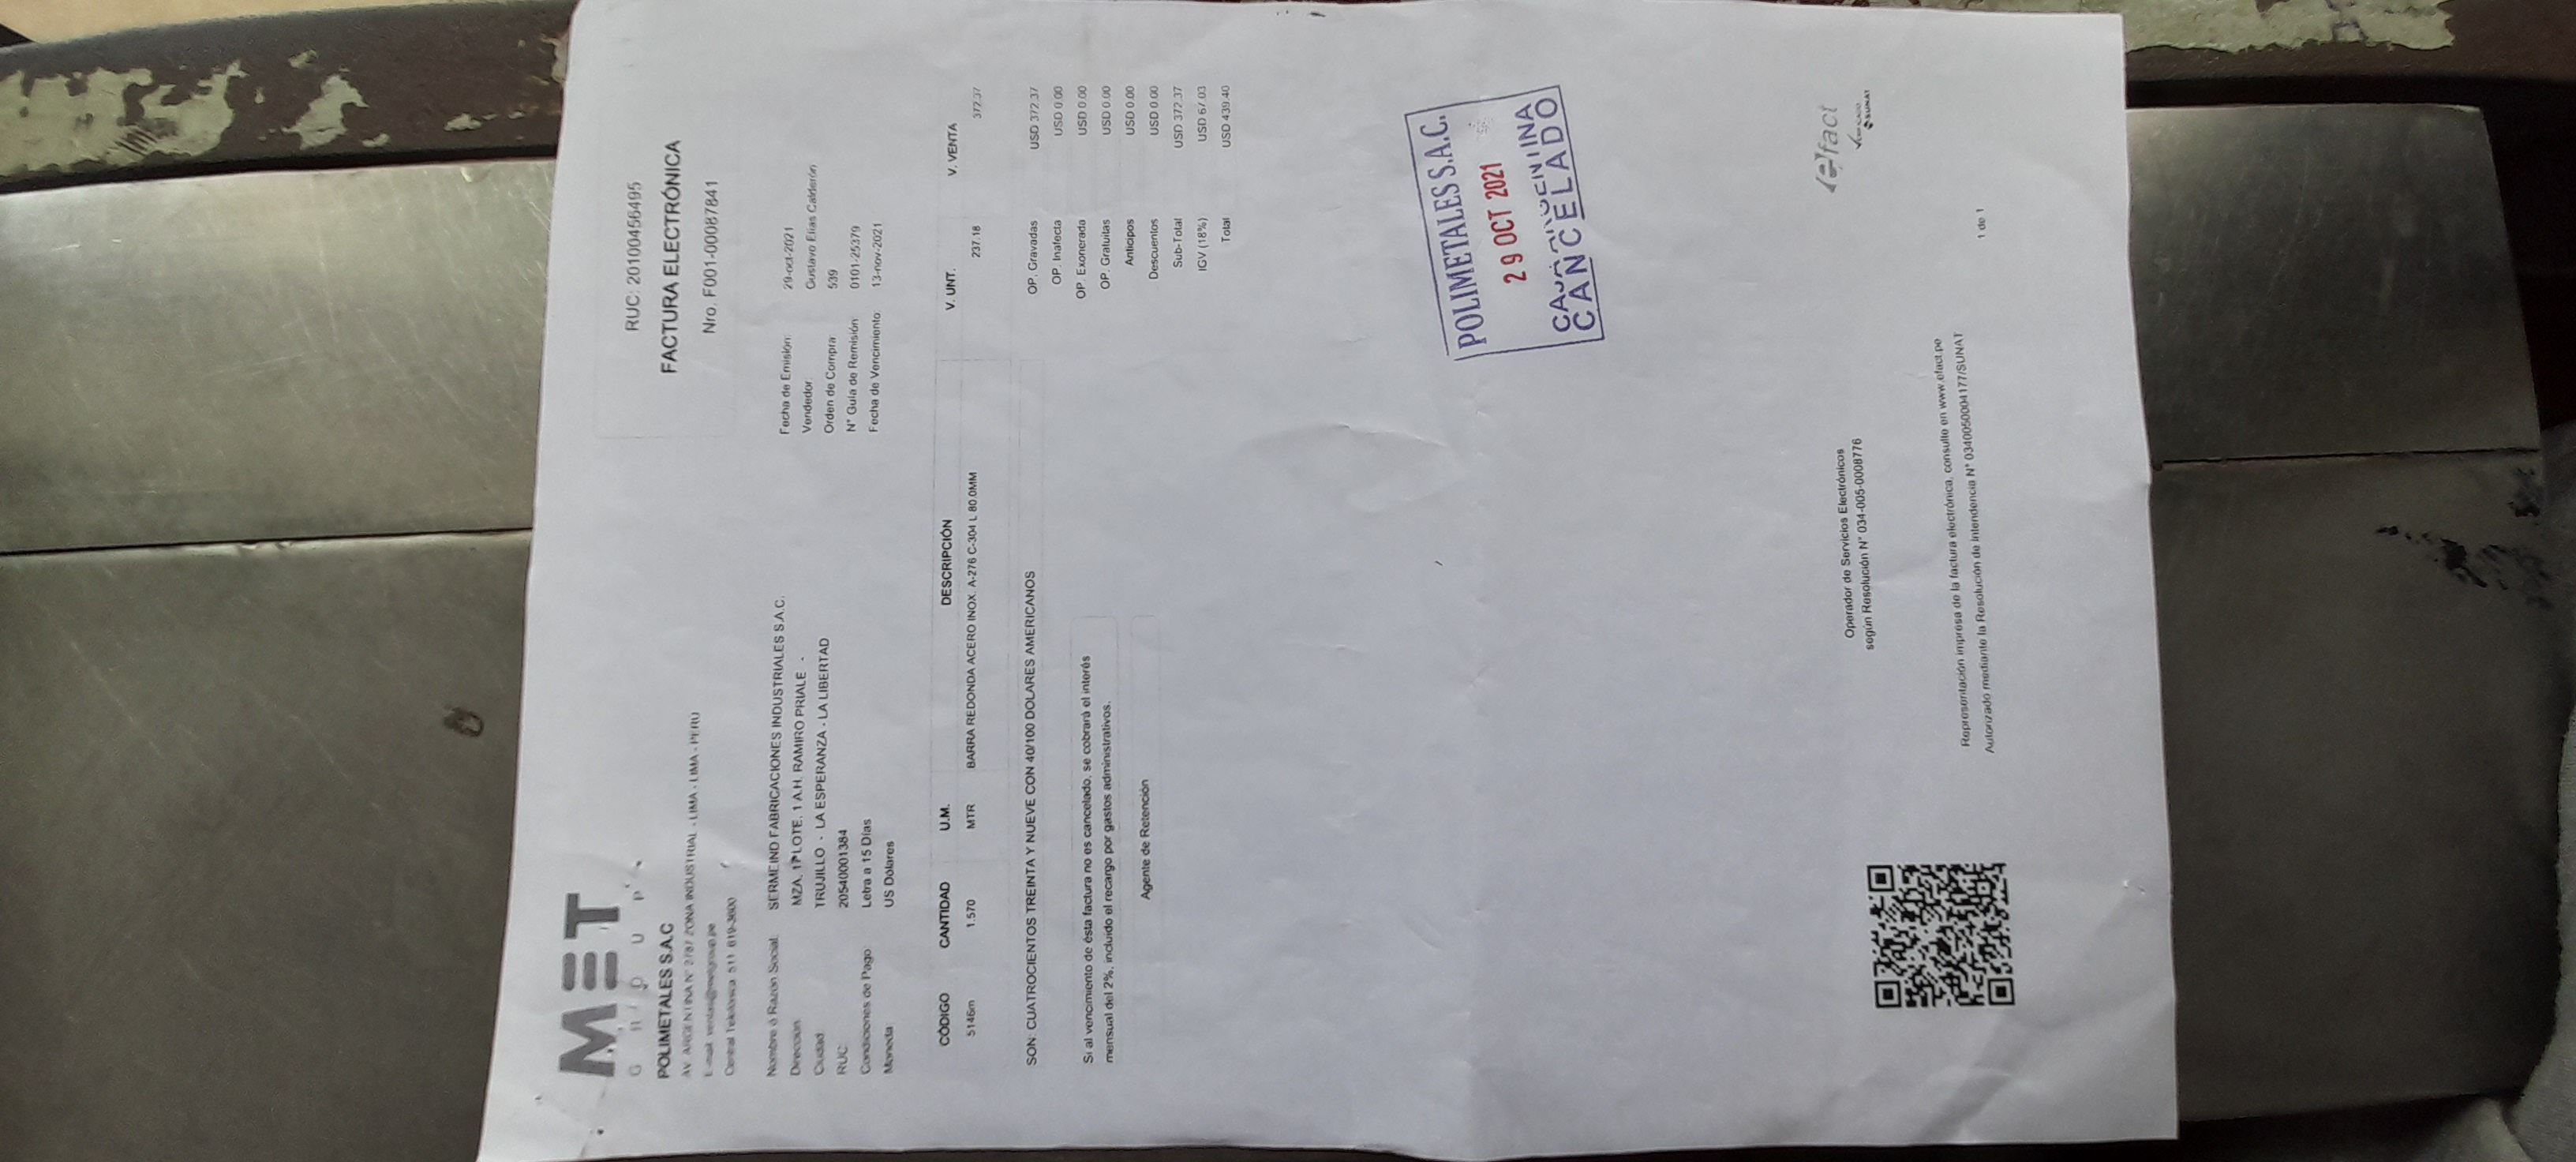 MET
G R O U P
POLIMETALES S.A.C
AV. ARGENTINA N° 2787 ZONA INDUSTRIAL - LIMA - LIMA - PERÚ
E-mail: ventas@metgroup.pe
Central Telefónica 511 619-3600
RUC: 20100456495
FACTURA ELECTRÓNICA
Nro. F001-00087841
Nombre ó Razón Social: SERMEIND FABRICACIONES INDUSTRIALES S.A.C.
Dirección MZA. 1P LOTE. 1 A.H. RAMIRO PRIALE -
Ciudad TRUJILLO - LA ESPERANZA - LA LIBERTAD
RUC: 20540001384
Condiciones de Pago Letra a 15 Días
Moneda US Dólares
Fecha de Emisión: 29-oct-2021
Vendedor Gustavo Elias Calderón
Orden de Compra: 539
N° Guía de Remisión: 0101-25379
Fecha de Vencimiento: 13-nov-2021
CÓDIGO CANTIDAD U.M. DESCRIPCIÓN V. UNT. V. VENTA
5146m 1.570 MTR BARRA REDONDA ACERO INOX. A-276 C-304 L 80.0MM 237.18 372.37
SON: CUATROCIENTOS TREINTA Y NUEVE CON 40/100 DOLARES AMERICANOS
Si al vencimiento de ésta factura no es cancelado, se cobrará el interés
mensual del 2%, incluido el recargo por gastos administrativos.
Agente de Retención
OP. Gravadas USD 372.37
OP. Inafecta USD 0.00
OP. Exonerada USD 0.00
OP. Gratuitas USD 0.00
Anticipos USD 0.00
Descuentos USD 0.00
Sub-Total USD 372.37
IGV (18%) USD 67.03
Total USD 439.40
POLIMETALES S.A.C.
29 OCT 2021
CAJA ARGENTINA
CANCELADO
Operador de Servicios Electrónicos
según Resolución N° 034-005-0008776
efact
SUNAT
Representación impresa de la factura electrónica, consulte en www.efact.pe
Autorizado mediante la Resolución de Intendencia N° 0340050004177/SUNAT
1 de 1